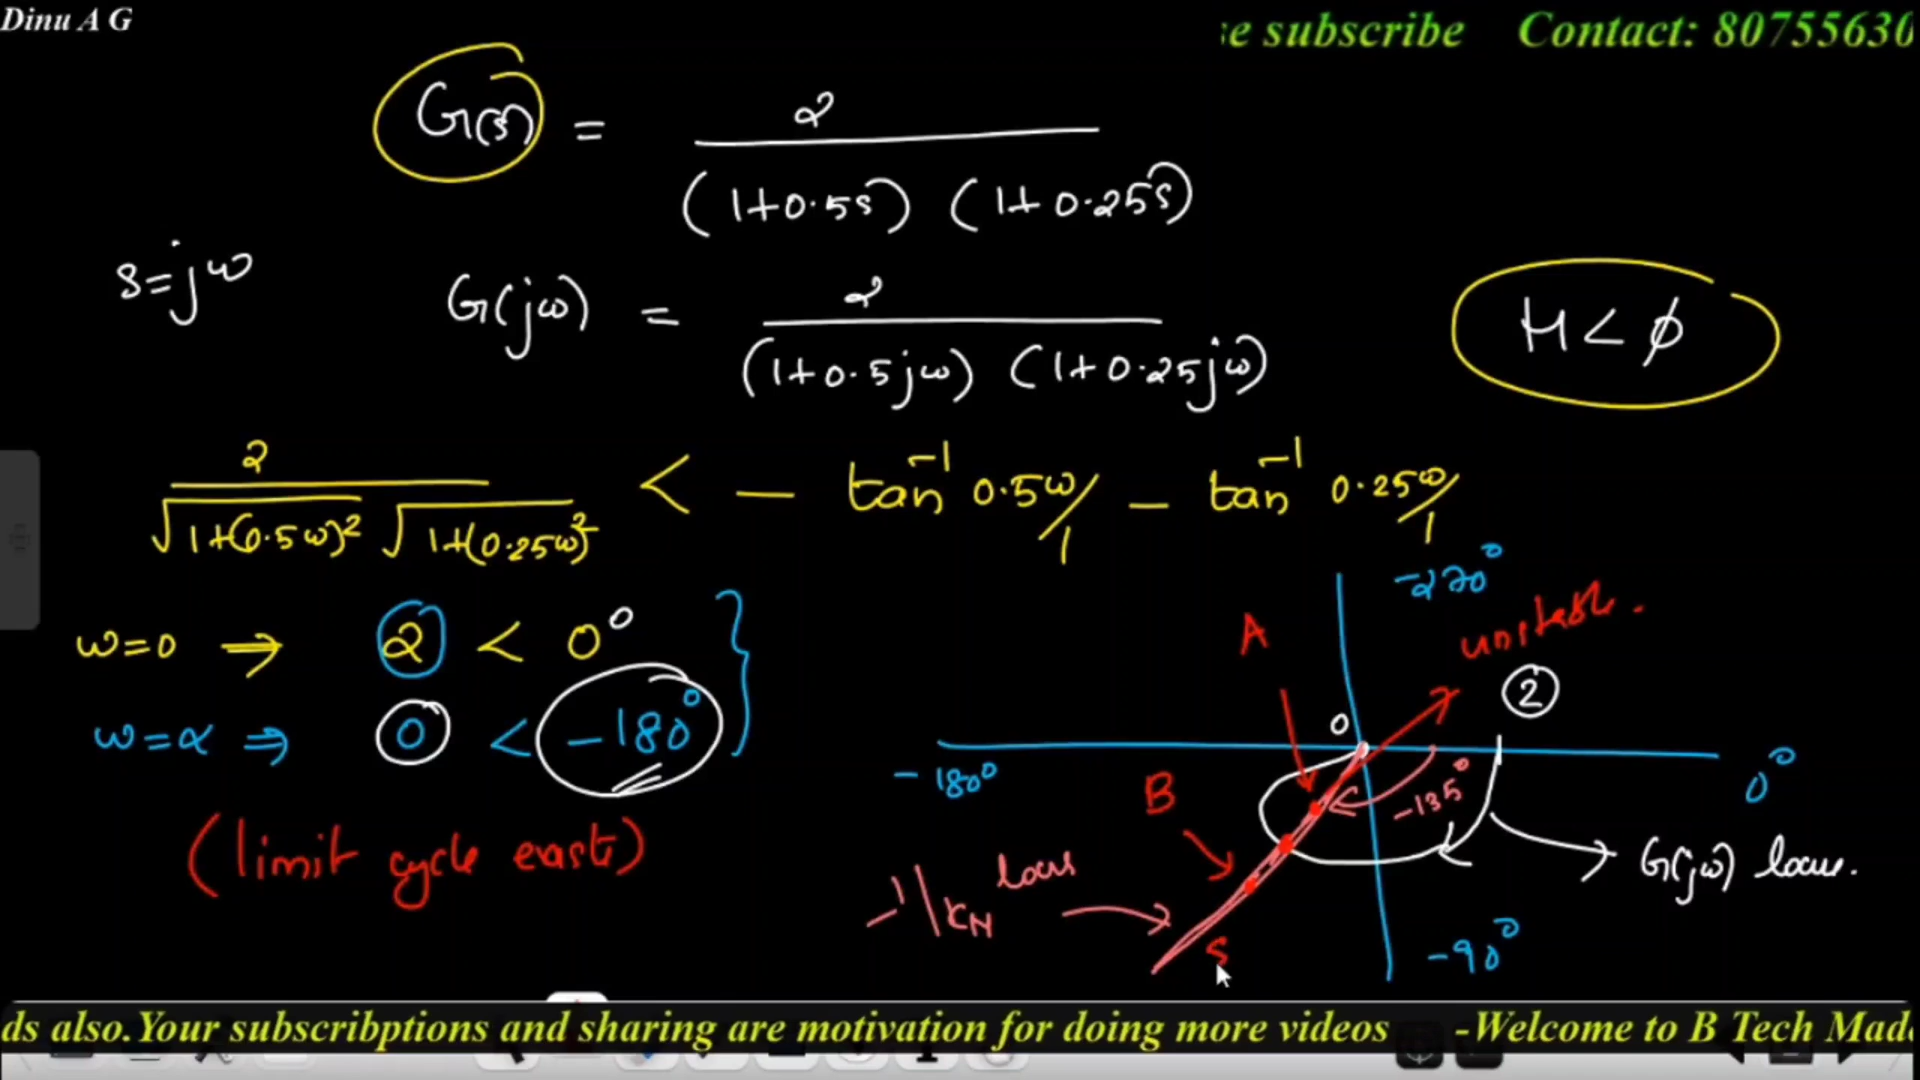 Dinu A G
se subscribe Contact: 80755630
G(s) = 2 / (1+0.5s) (1+0.25s)
s=jω
G(jω) = 2 / (1+0.5jω) (1+0.25jω)
M < φ
2 / √1+(0.5ω)² √1+(0.25ω)² < - tan⁻¹ 0.5ω/1 - tan⁻¹ 0.25ω/1
ω=0 ⇒ 2 < 0°
ω=α ⇒ 0 < -180°
(limit cycle exist)
-270°
unstable.
A
2
0
-180°
0°
B
-135°
G(jω) locus.
-1/KN locus
S
-90°
ds also.Your subscribptions and sharing are motivation for doing more videos -Welcome to B Tech Made